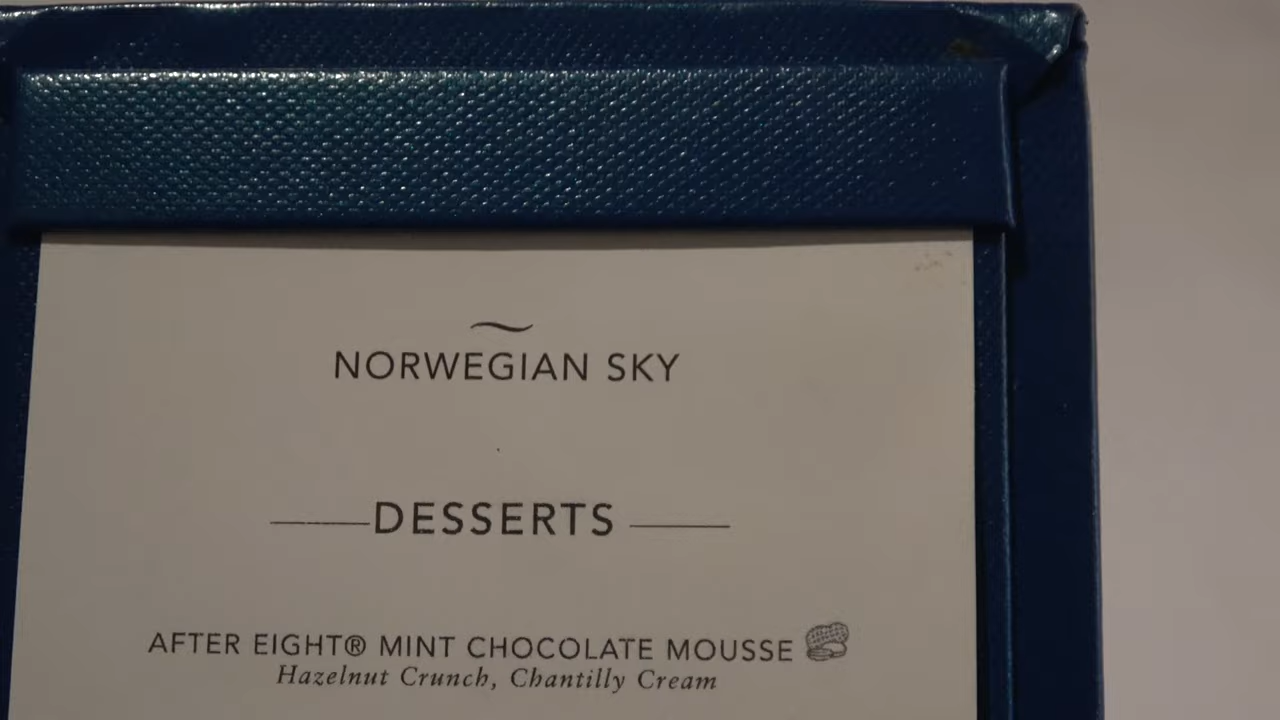 NORWEGIAN SKY
DESSERTS
AFTER EIGHT® MINT CHOCOLATE MOUSSE
Hazelnut Crunch, Chantilly Cream